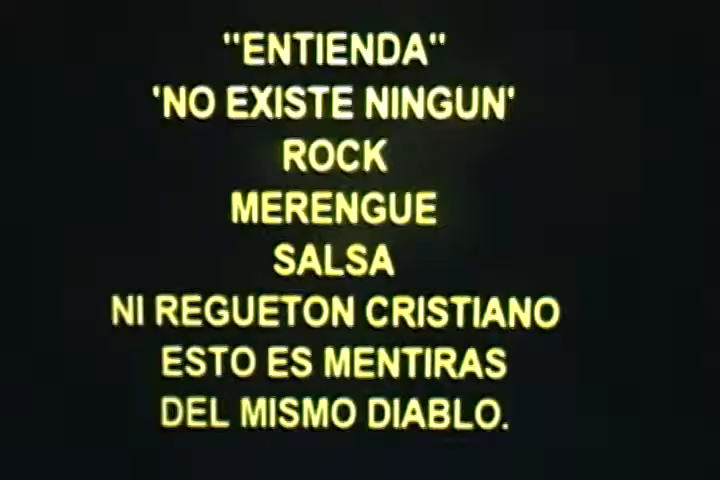 "ENTIENDA"
'NO EXISTE NINGUN'
ROCK
MERENGUE
SALSA
NI REGUETON CRISTIANO
ESTO ES MENTIRAS
DEL MISMO DIABLO.